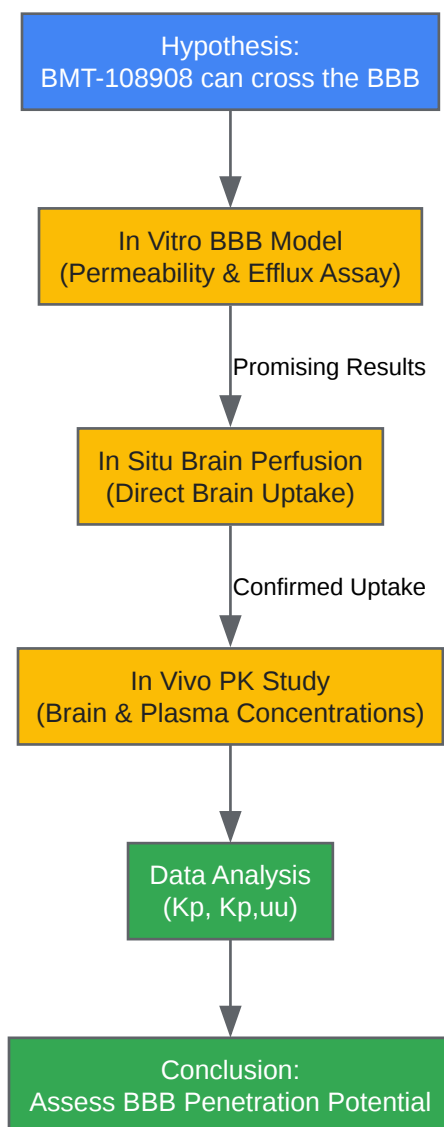 Hypothesis:
BMT-108908 can cross the BBB
In Vitro BBB Model
(Permeability & Efflux Assay)
Promising Results
In Situ Brain Perfusion
(Direct Brain Uptake)
Confirmed Uptake
In Vivo PK Study
(Brain & Plasma Concentrations)
Data Analysis
(Kp, Kp,uu)
Conclusion:
Assess BBB Penetration Potential